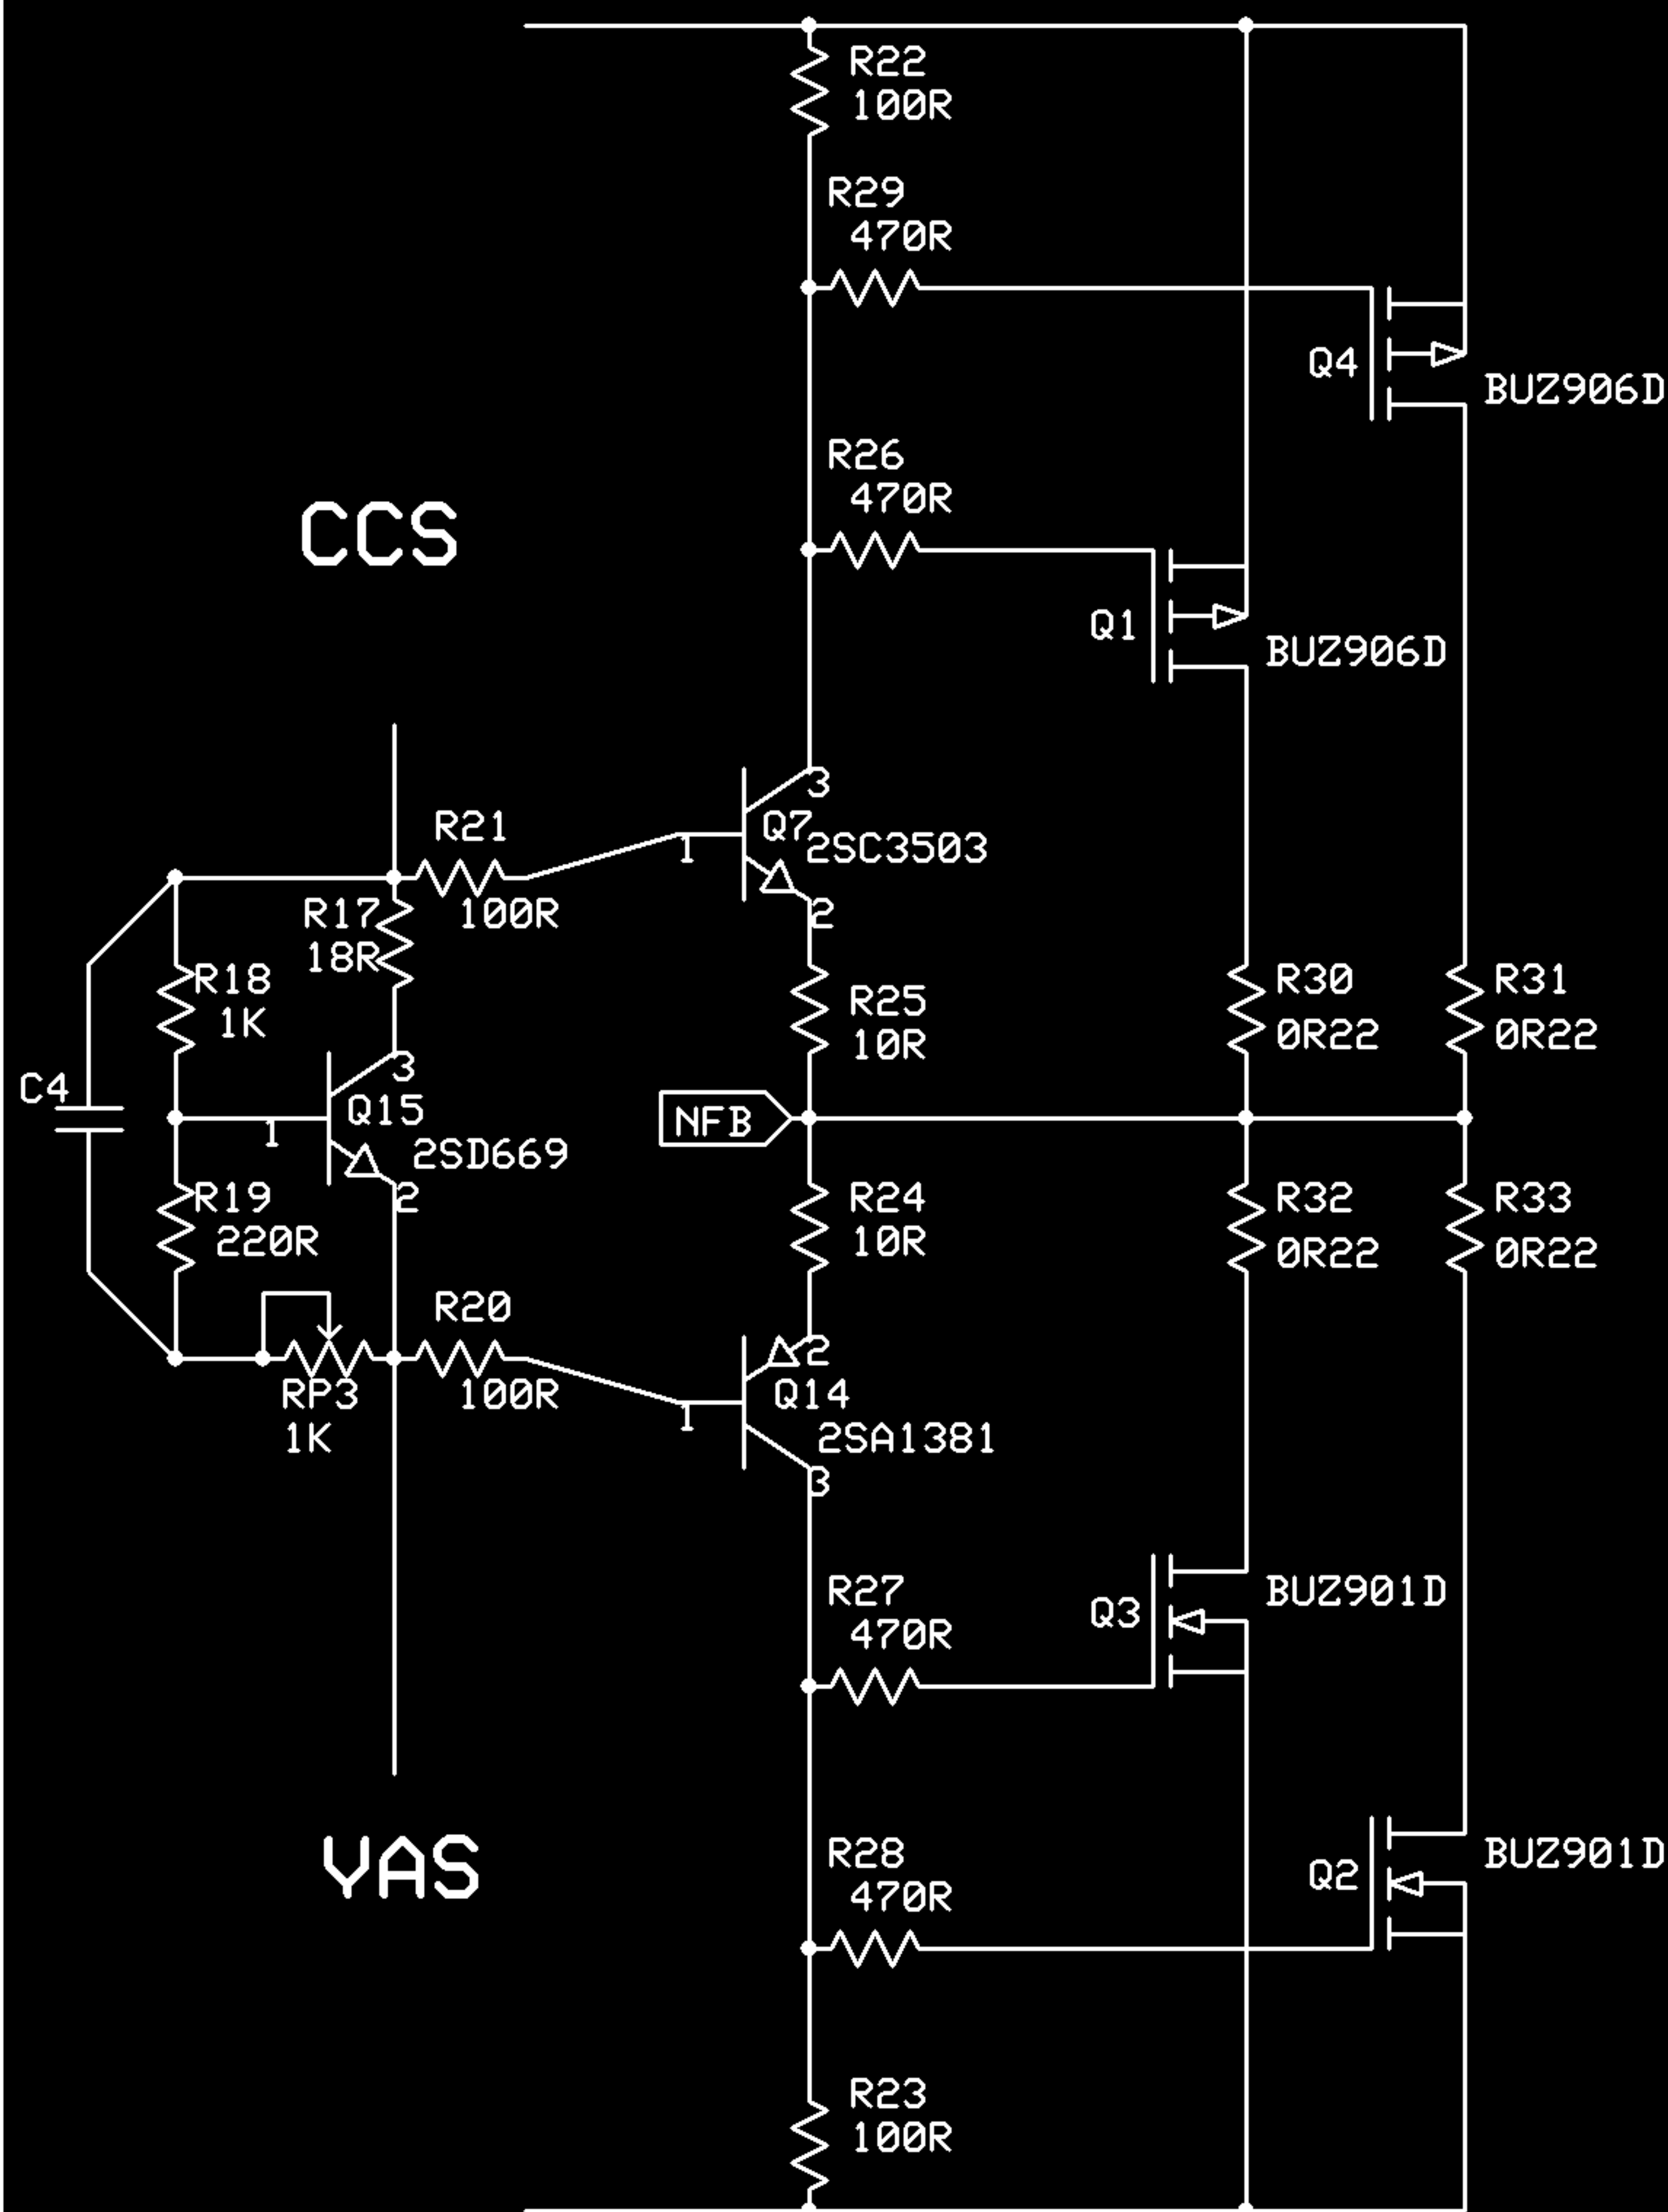 R22
100R
R29
470R
Q4
BUZ906D
R26
470R
CCS
Q1
BUZ906D
3
R21
Q7
1
2SC3503
100R
R17
18R
2
R18
1K
R25
10R
R30
0R22
R31
0R22
3
C4
Q15
1
2SD669
NFB
2
R19
220R
R24
10R
R32
0R22
R33
0R22
R20
100R
2
RP3
1K
Q14
1
2SA1381
3
R27
470R
Q3
BUZ901D
VAS
R28
470R
Q2
BUZ901D
R23
100R